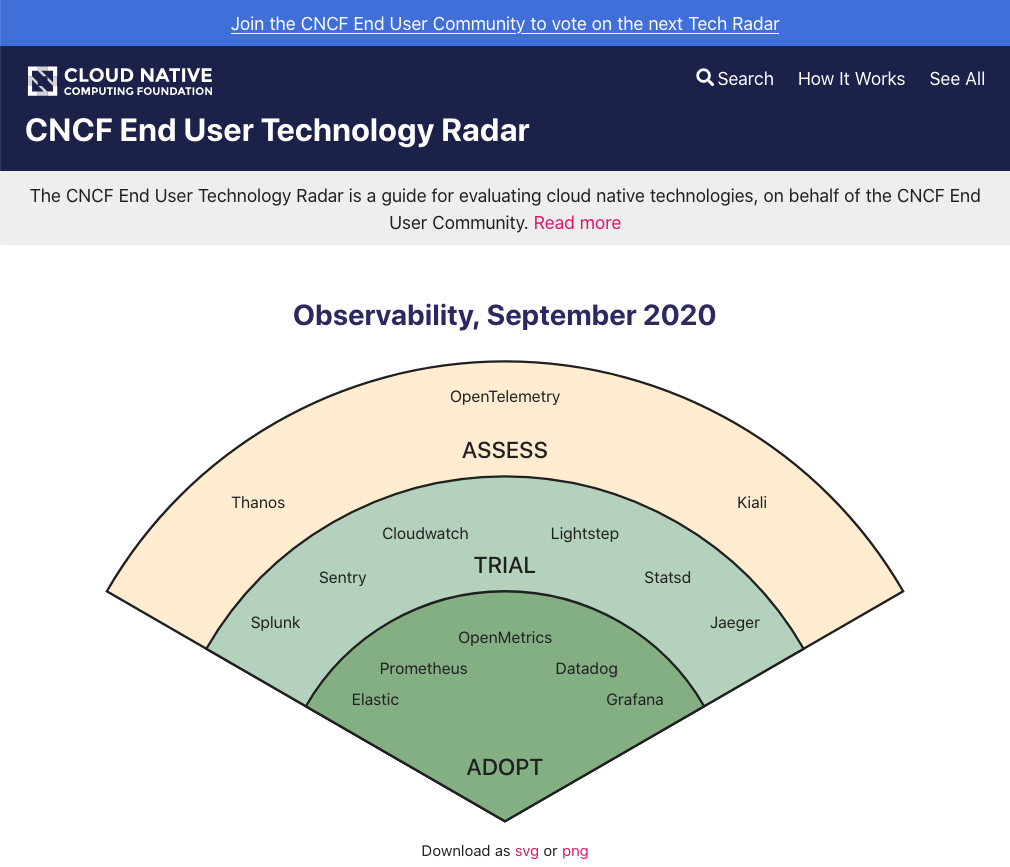 Join the CNCF End User Community to vote on the next Tech Radar
CLOUD NATIVE
COMPUTING FOUNDATION
Search How It Works See All
CNCF End User Technology Radar
The CNCF End User Technology Radar is a guide for evaluating cloud native technologies, on behalf of the CNCF End
User Community. Read more
Observability, September 2020
OpenTelemetry
ASSESS
Thanos
Kiali
Cloudwatch
Lightstep
TRIAL
Sentry
Statsd
Splunk
Jaeger
OpenMetrics
Prometheus
Datadog
Elastic
Grafana
ADOPT
Download as svg or png